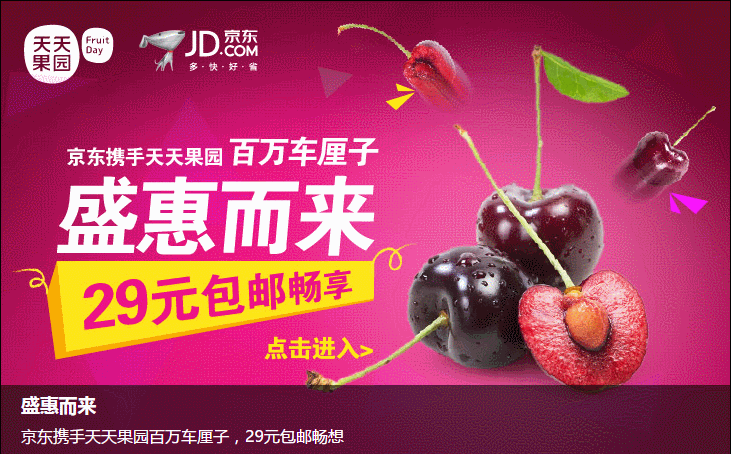 天天果园
Fruit Day
JD.COM 京东
多·快·好·省
京东携手天天果园 百万车厘子
盛惠而来
29元包邮畅享
点击进入>
盛惠而来
京东携手天天果园百万车厘子，29元包邮畅想